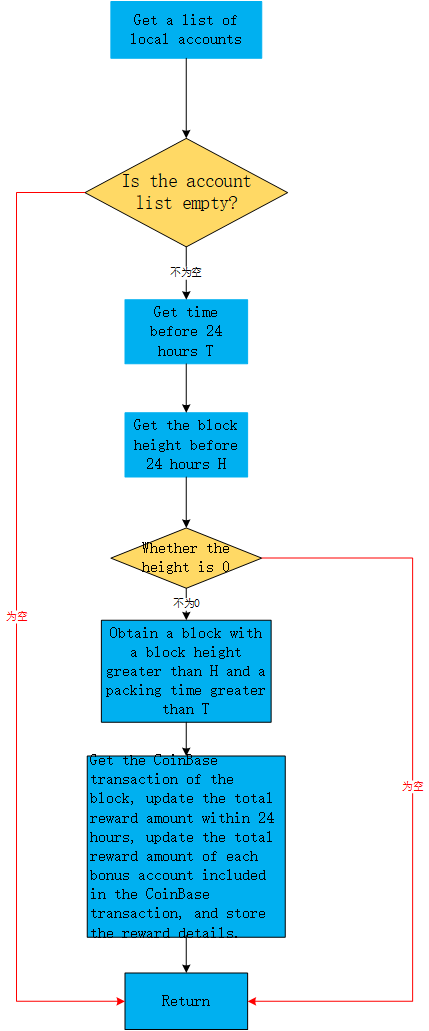 Get a list of
local accounts
Is the account
list empty?
不为空
Get time
before 24
hours T
Get the block
height before
24 hours H
Whether the
height is 0
不为0
为空
Obtain a block with
a block height
greater than H and a
packing time greater
than T
为空
Get the CoinBase
transaction of the
block, update the total
reward amount within 24
hours, update the total
reward amount of each
bonus account included
in the CoinBase
transaction, and store
the reward details.
Return